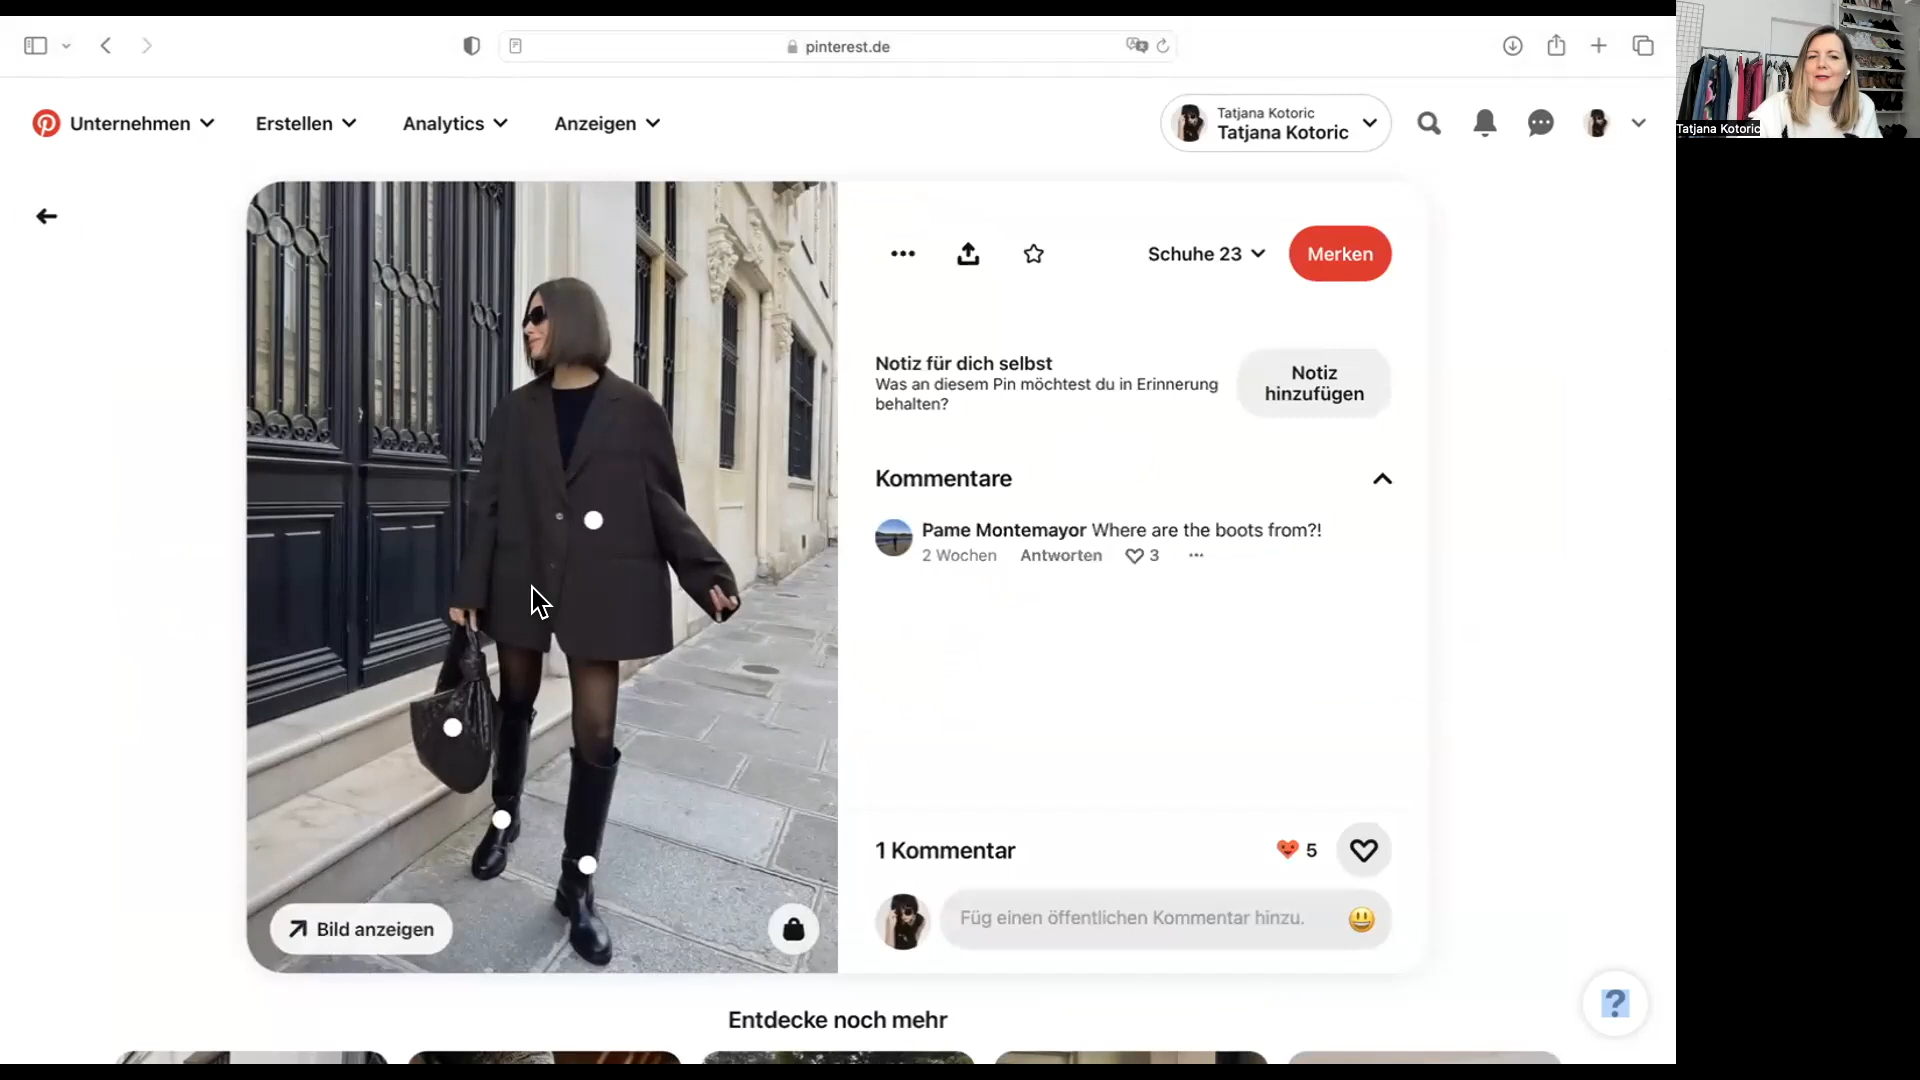 pinterest.de
Unternehmen
Erstellen
Analytics
Anzeigen
Tatjana Kotoric
Tatjana Kotoric
Tatjana Kotoric
Schuhe 23
Merken
Notiz für dich selbst
Was an diesem Pin möchtest du in Erinnerung
behalten?
Notiz
hinzufügen
Kommentare
Pame Montemayor Where are the boots from?!
2 Wochen Antworten 3
1 Kommentar
5
Füg einen öffentlichen Kommentar hinzu.
Bild anzeigen
?
Entdecke noch mehr